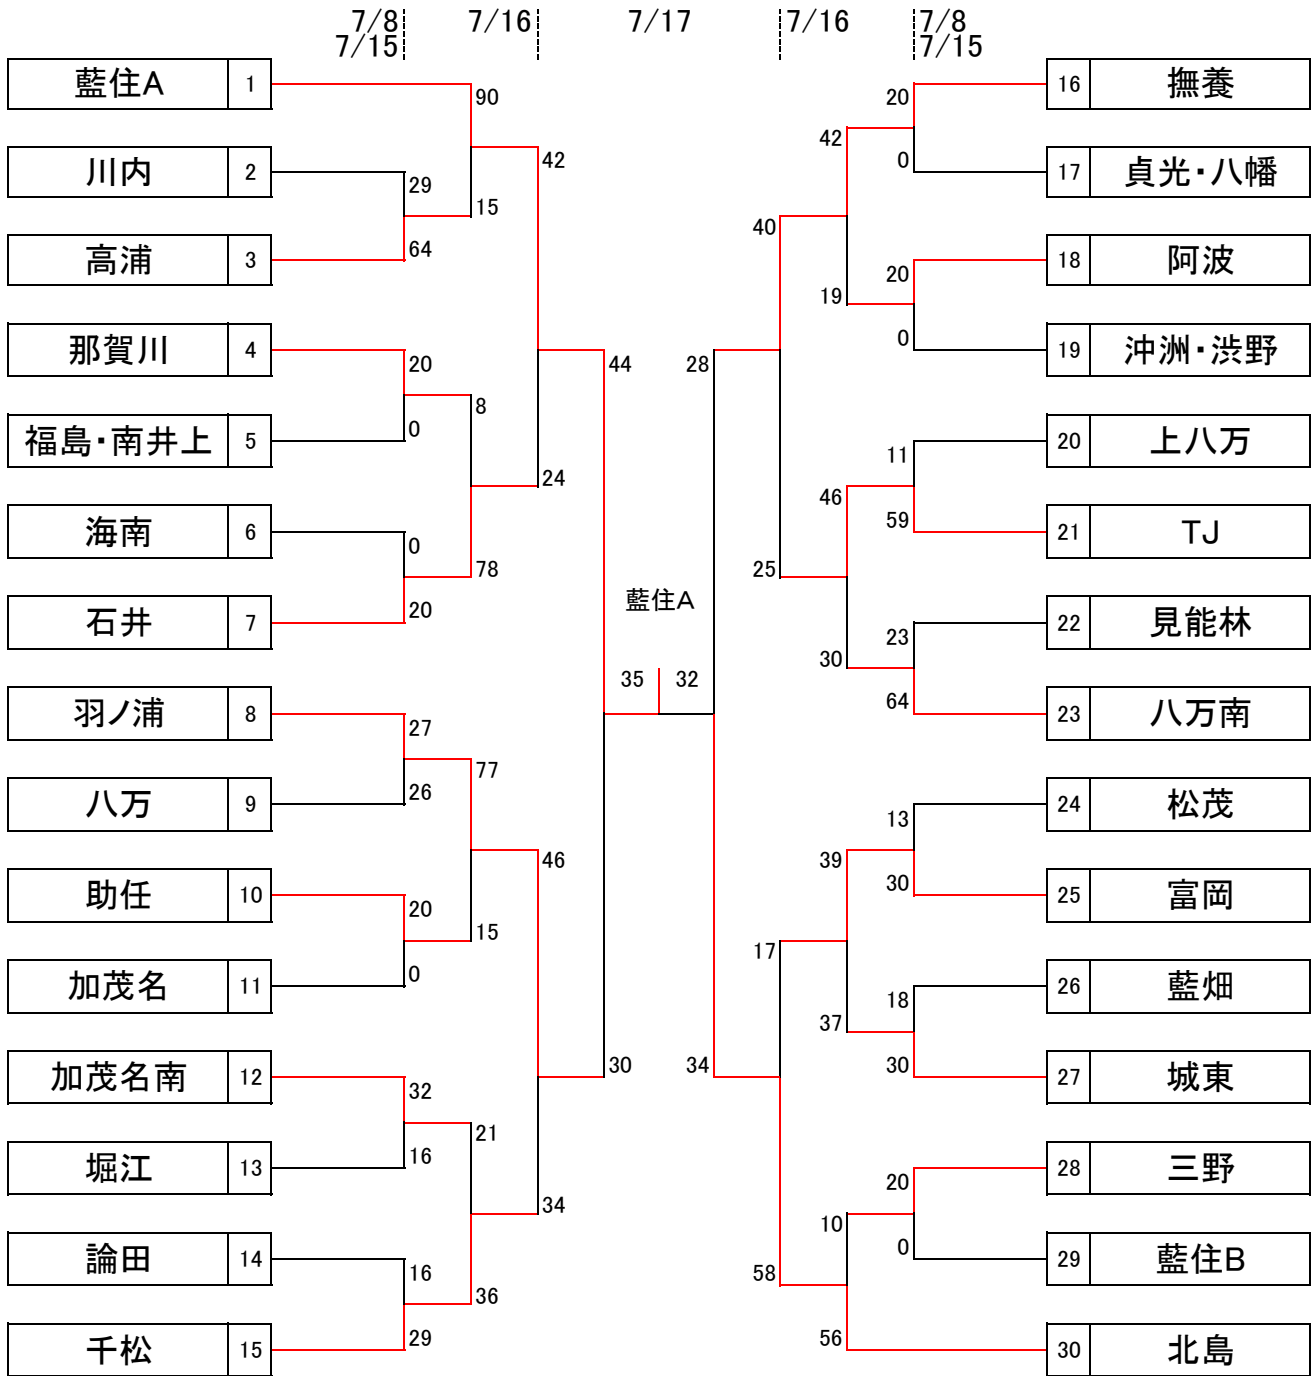 7/8 7/16 7/17 7/16 7/8
7/15 7/15
藍住A 1
川内 2
高浦 3
那賀川 4
福島・南井上 5
海南 6
石井 7
羽ノ浦 8
八万 9
助任 10
加茂名 11
加茂名南 12
堀江 13
論田 14
千松 15
29
64
20
0
0
20
27
26
20
0
32
16
16
29
90
15
8
78
77
15
21
36
42
24
46
34
44
30
藍住A
35 32
28
34
40
25
17
58
42
19
46
30
39
37
10
56
20
0
20
0
11
59
23
64
13
30
18
30
20
0
16 撫養
17 貞光・八幡
18 阿波
19 沖洲・渋野
20 上八万
21 TJ
22 見能林
23 八万南
24 松茂
25 富岡
26 藍畑
27 城東
28 三野
29 藍住B
30 北島